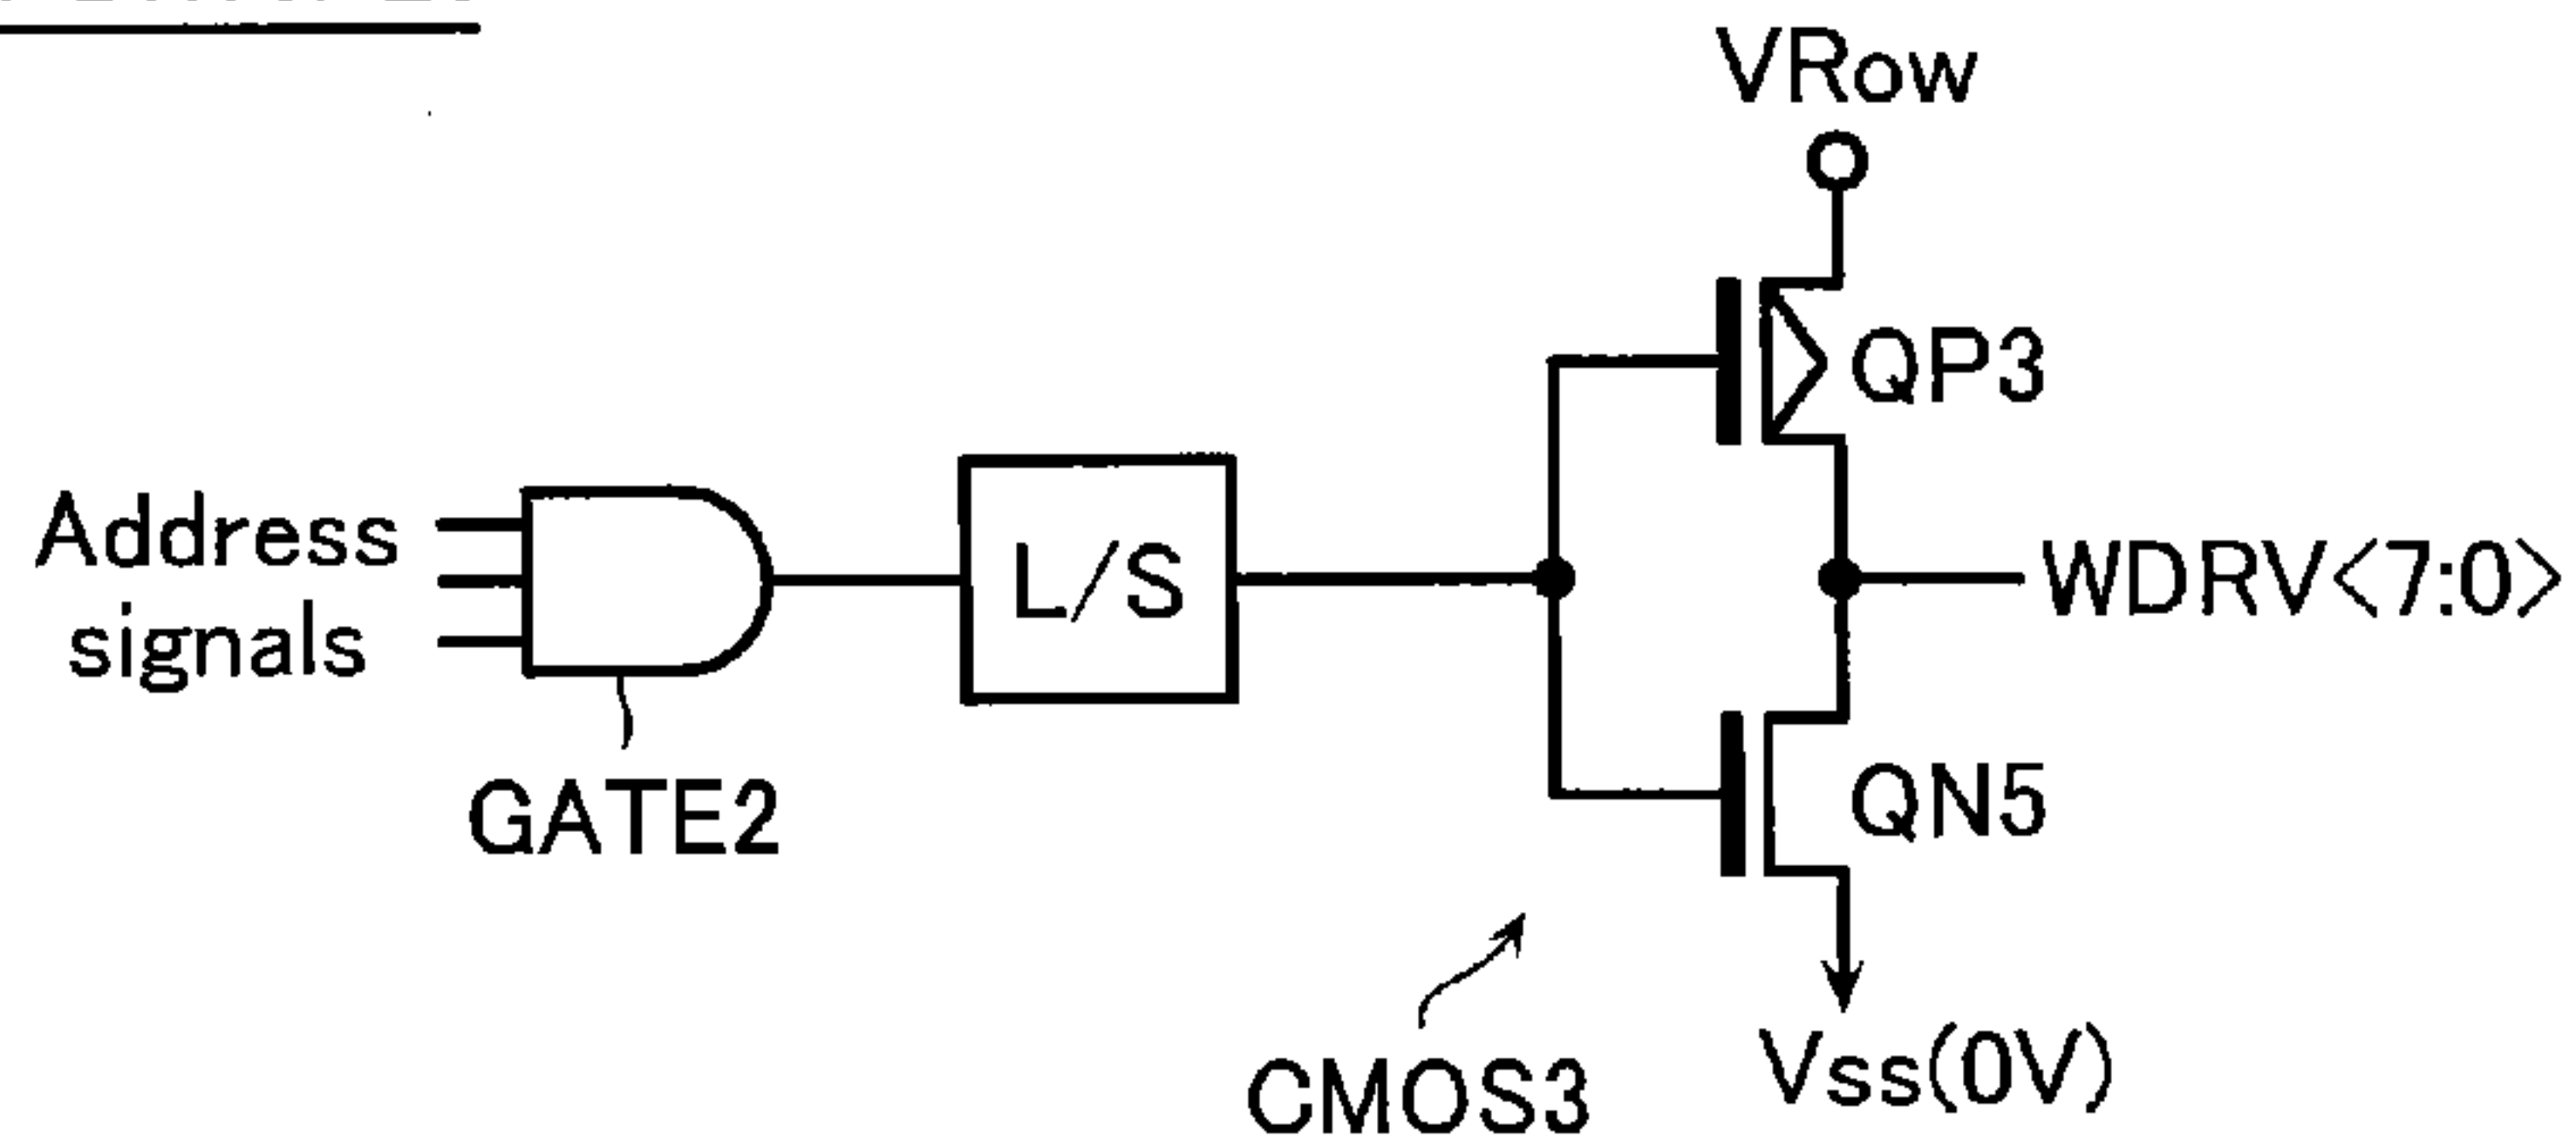 VRow
QP3
Address
signals
L/S
WDRV<7:0>
GATE2
QN5
CMOS3
Vss(0V)